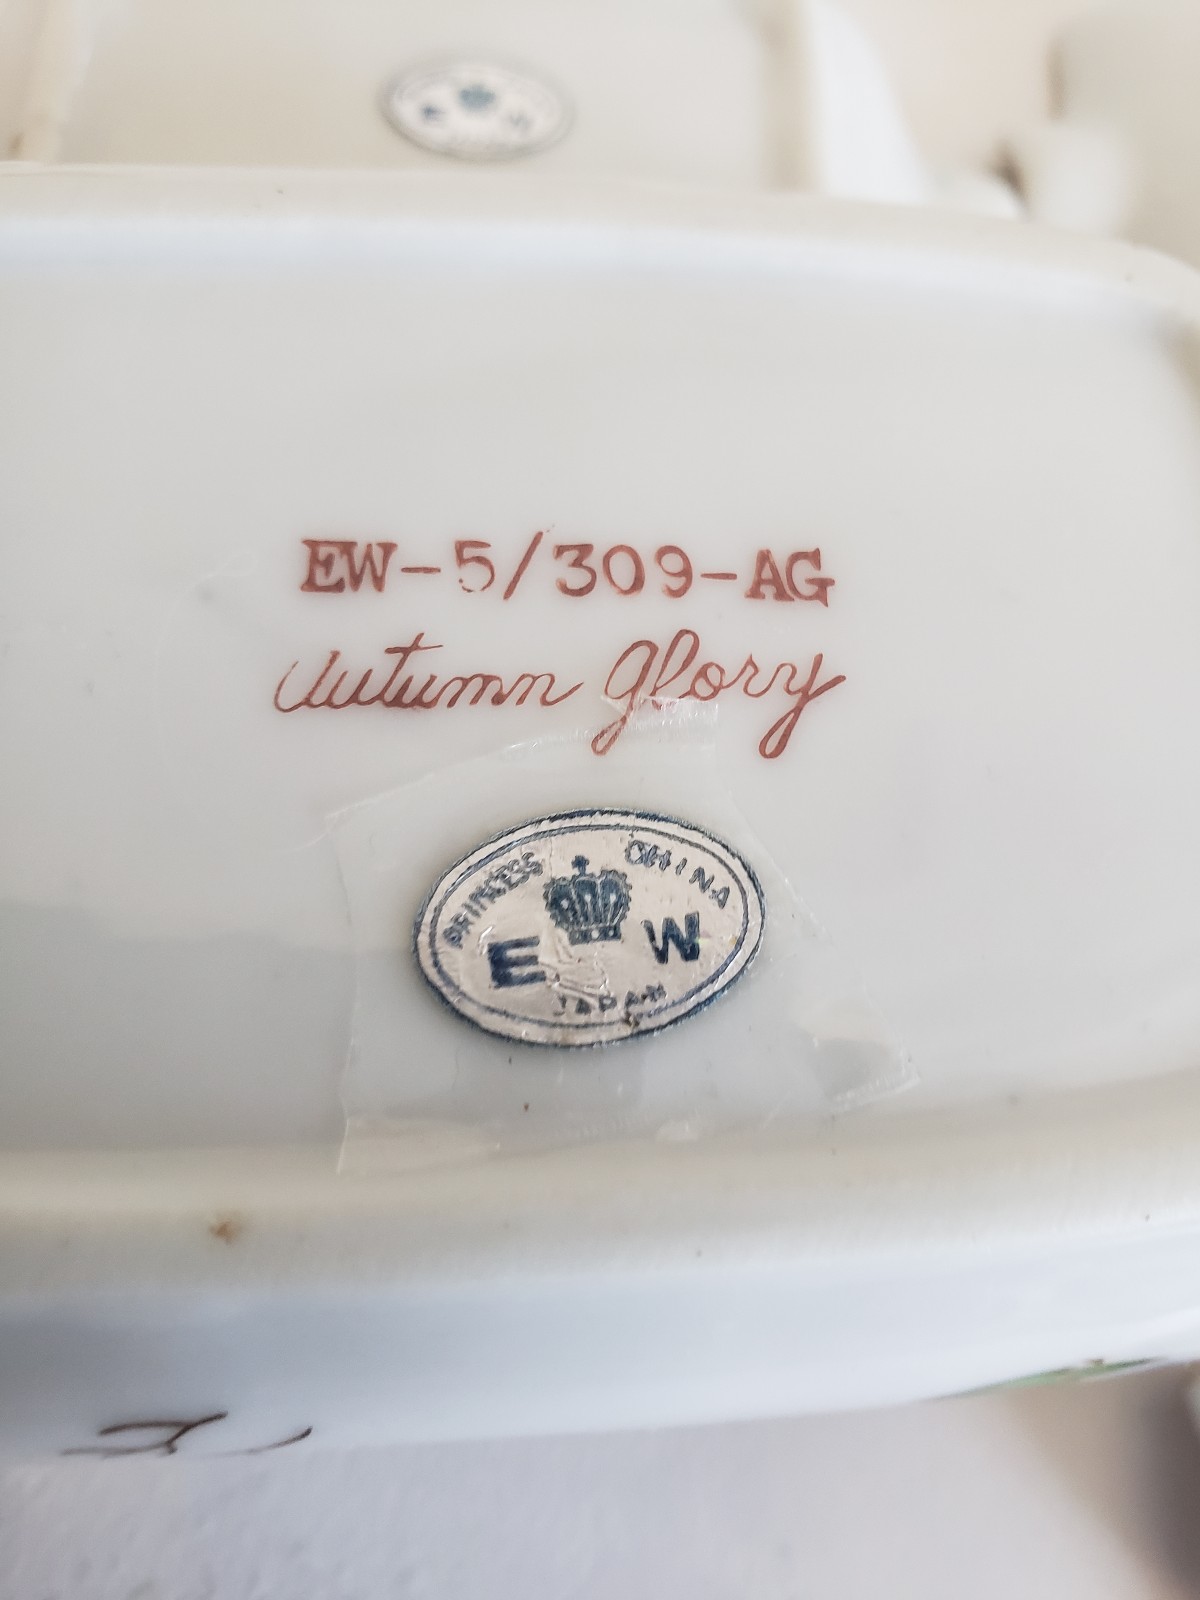 E W
EW-5/309-AG
Autumn glory
PRINCESS CHINA
E W
JAPAN